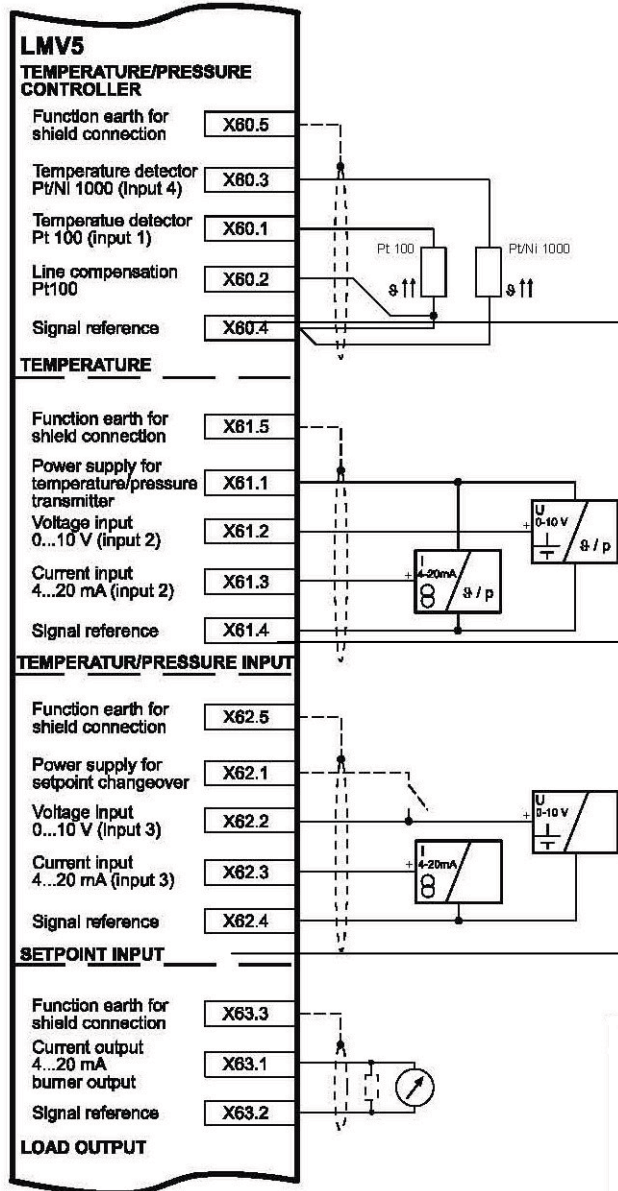 LMV5
TEMPERATURE/PRESSURE
CONTROLLER
Function earth for
shield connection
X60.5
Temperature detector
Pt/NI 1000 (Input 4)
X60.3
Temperatue detector
Pt 100 (input 1)
X60.1
Line compensation
Pt100
X60.2
Signal reference
X60.4
Pt 100
ϑ↑↑
Pt/Ni 1000
ϑ↑↑
TEMPERATURE
Function earth for
shield connection
X61.5
Power supply for
temperature/pressure
transmitter
X61.1
Voltage input
0...10 V (input 2)
X61.2
Current input
4...20 mA (input 2)
X61.3
Signal reference
X61.4
+
U
0-10 V
ϑ / p
+
I
4-20mA
ϑ / p
TEMPERATUR/PRESSURE INPUT
Function earth for
shield connection
X62.5
Power supply for
setpoint changeover
X62.1
Voltage Input
0...10 V (Input 3)
X62.2
Current input
4...20 mA (input 3)
X62.3
Signal reference
X62.4
+
U
0-10 V
+
I
4-20mA
SETPOINT INPUT
Function earth for
shield connection
X63.3
Current output
4...20 mA
burner output
X63.1
Signal reference
X63.2
LOAD OUTPUT